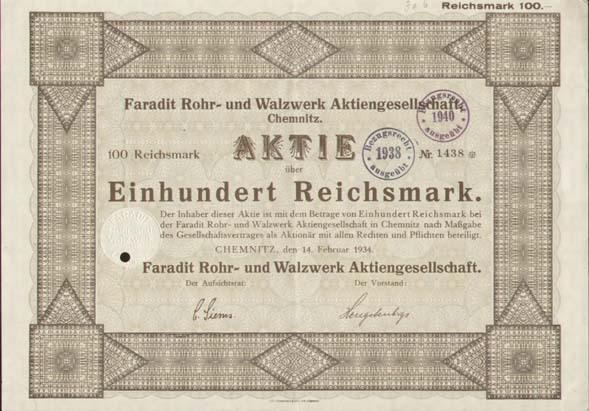 Reichsmark 100.—
Faradit Rohr- und Walzwerk Aktiengesellschaft,
Chemnitz.
100 Reichsmark AKTIE Nr. 1438
Bezugsrecht 1938 ausgeübt
Bezugsrecht 1940 ausgeübt
über
Einhundert Reichsmark.
Der Inhaber dieser Aktie ist mit dem Betrage von Einhundert Reichsmark bei
der Faradit Rohr- und Walzwerk Aktiengesellschaft in Chemnitz nach Maßgabe
des Gesellschaftsvertrages als Aktionär mit allen Rechten und Pflichten beteiligt.
CHEMNITZ, den 14. Februar 1934.
Faradit Rohr- und Walzwerk Aktiengesellschaft.
Der Aufsichtsrat: Der Vorstand:
C. Siems